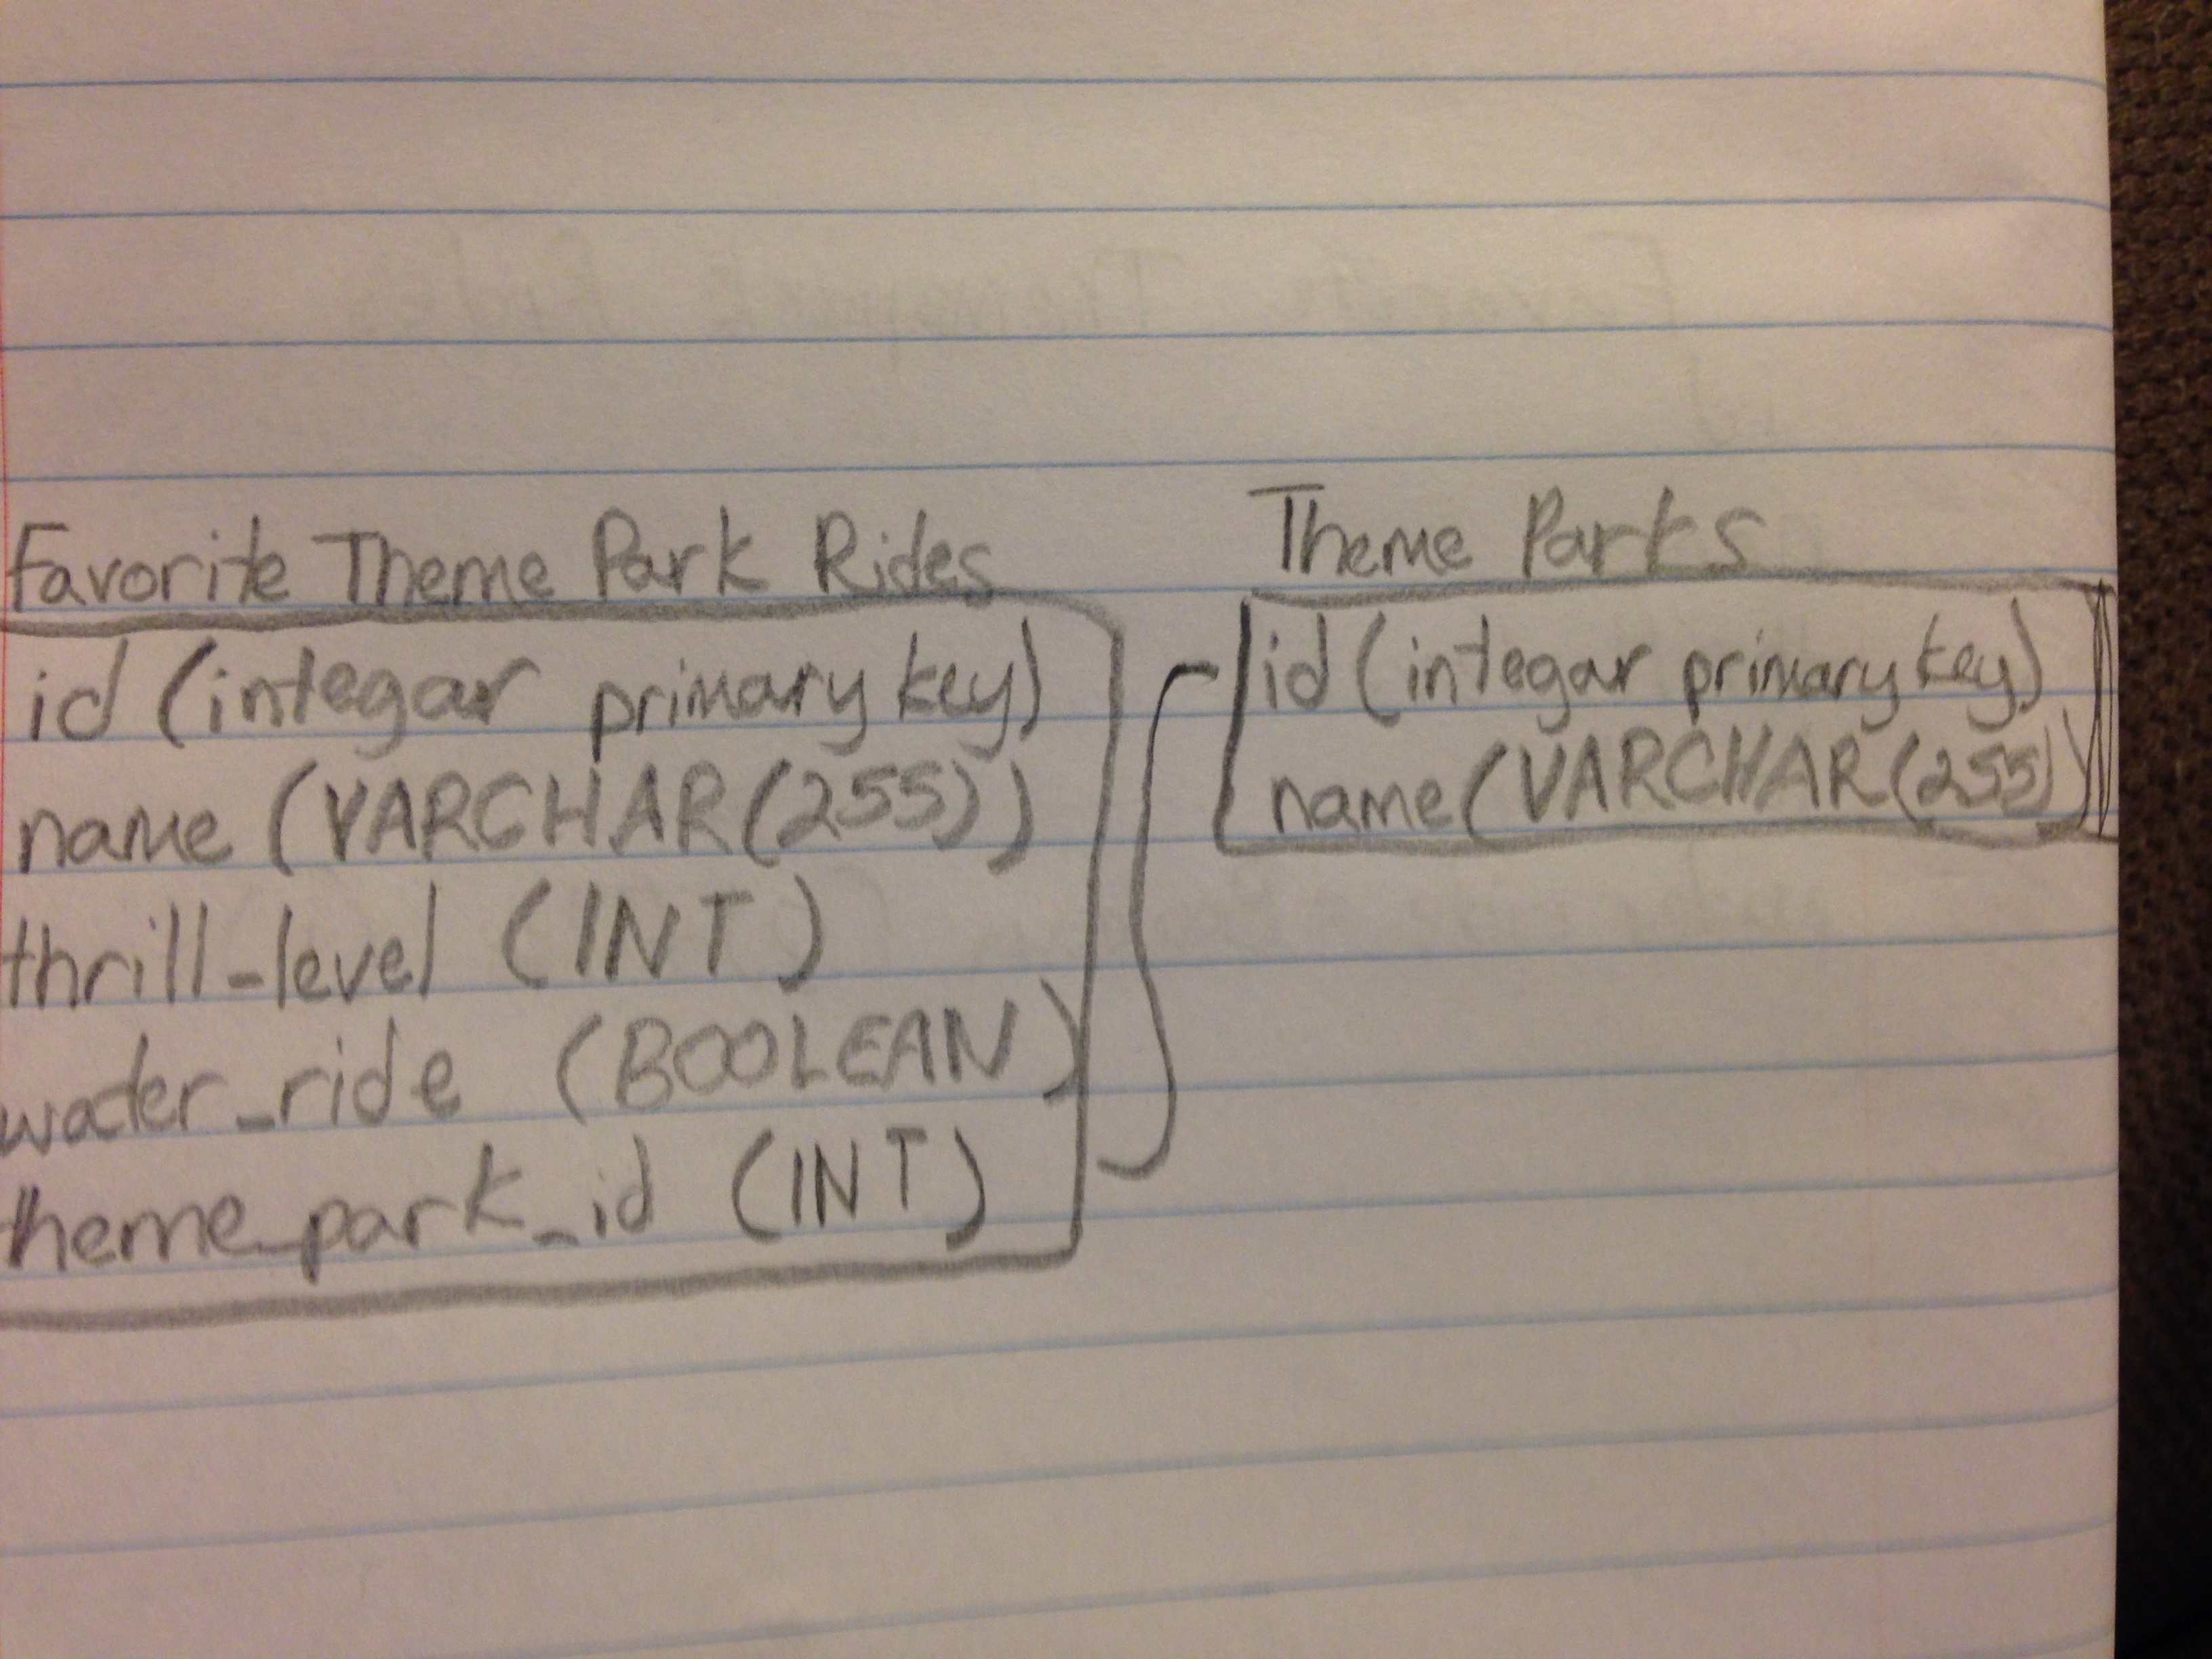 Favorite Theme Park Rides
id (integar primary key)
name (VARCHAR(255))
thrill-level (INT)
water_ride (BOOLEAN)
theme_park_id (INT)
Theme Parks
id (integar primary key)
name (VARCHAR(255))